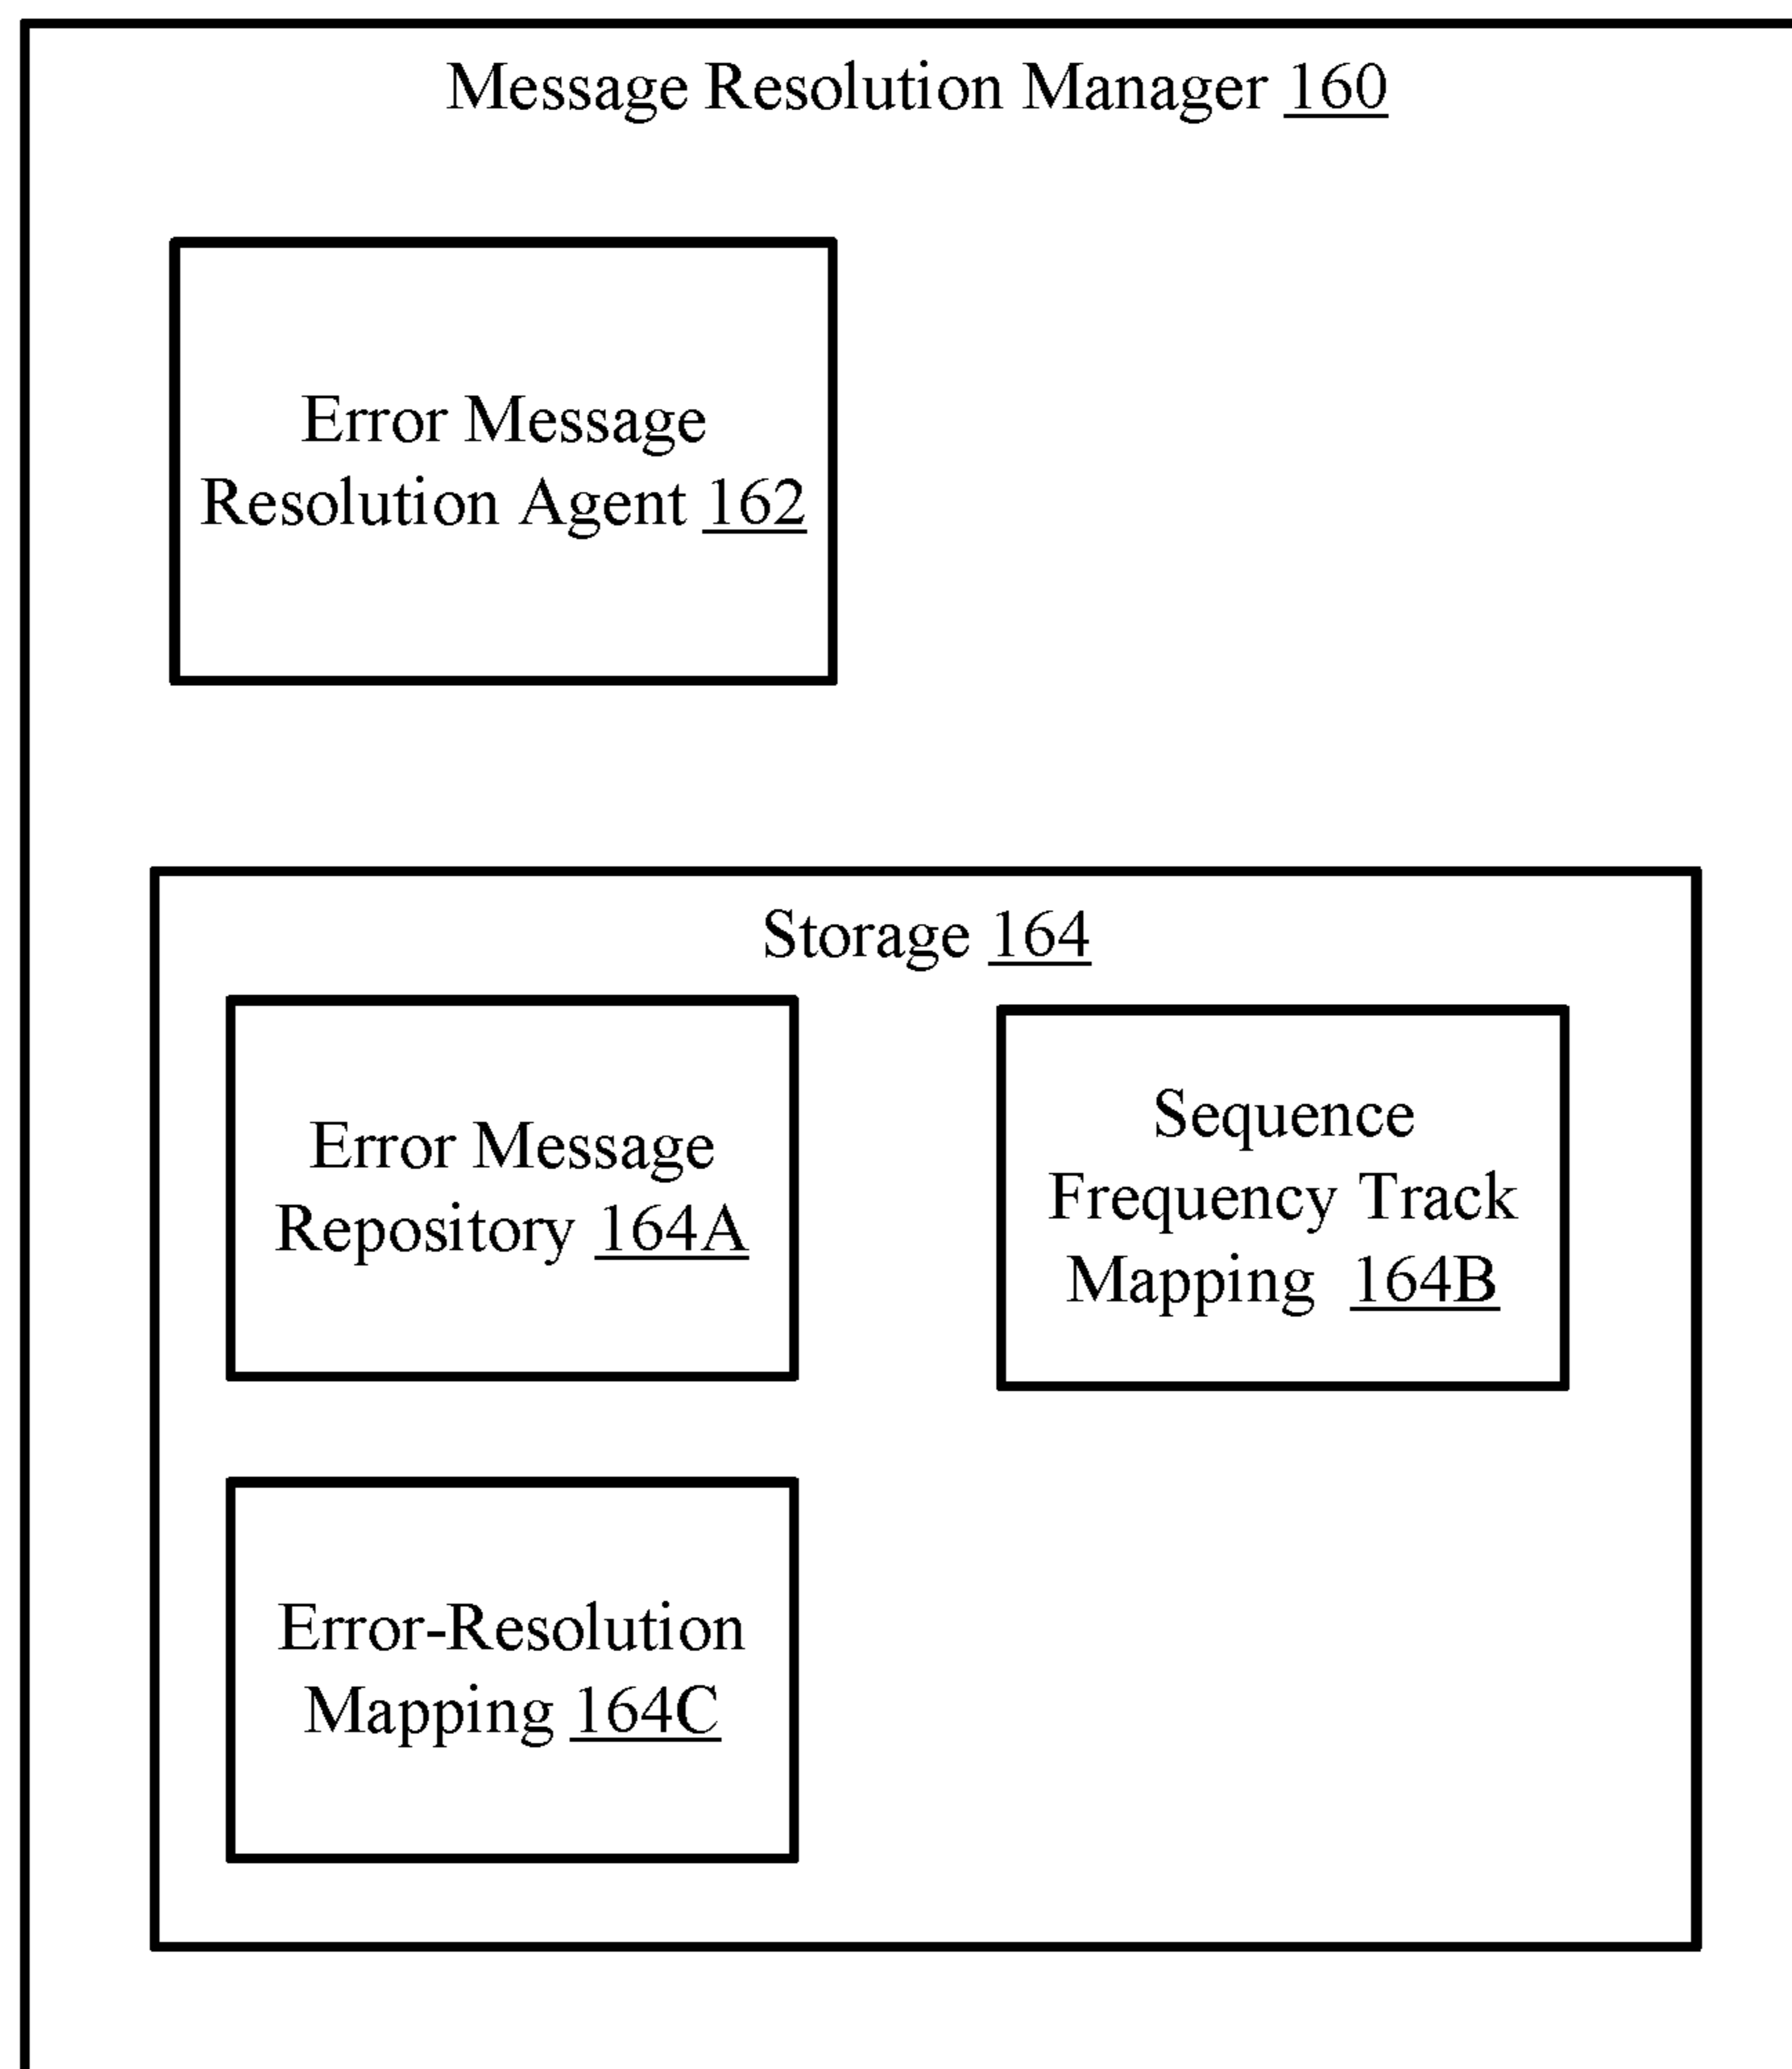 Message Resolution Manager 160
Error Message
Resolution Agent 162
Storage 164
Error Message
Repository 164A
Sequence
Frequency Track
Mapping 164B
Error-Resolution
Mapping 164C